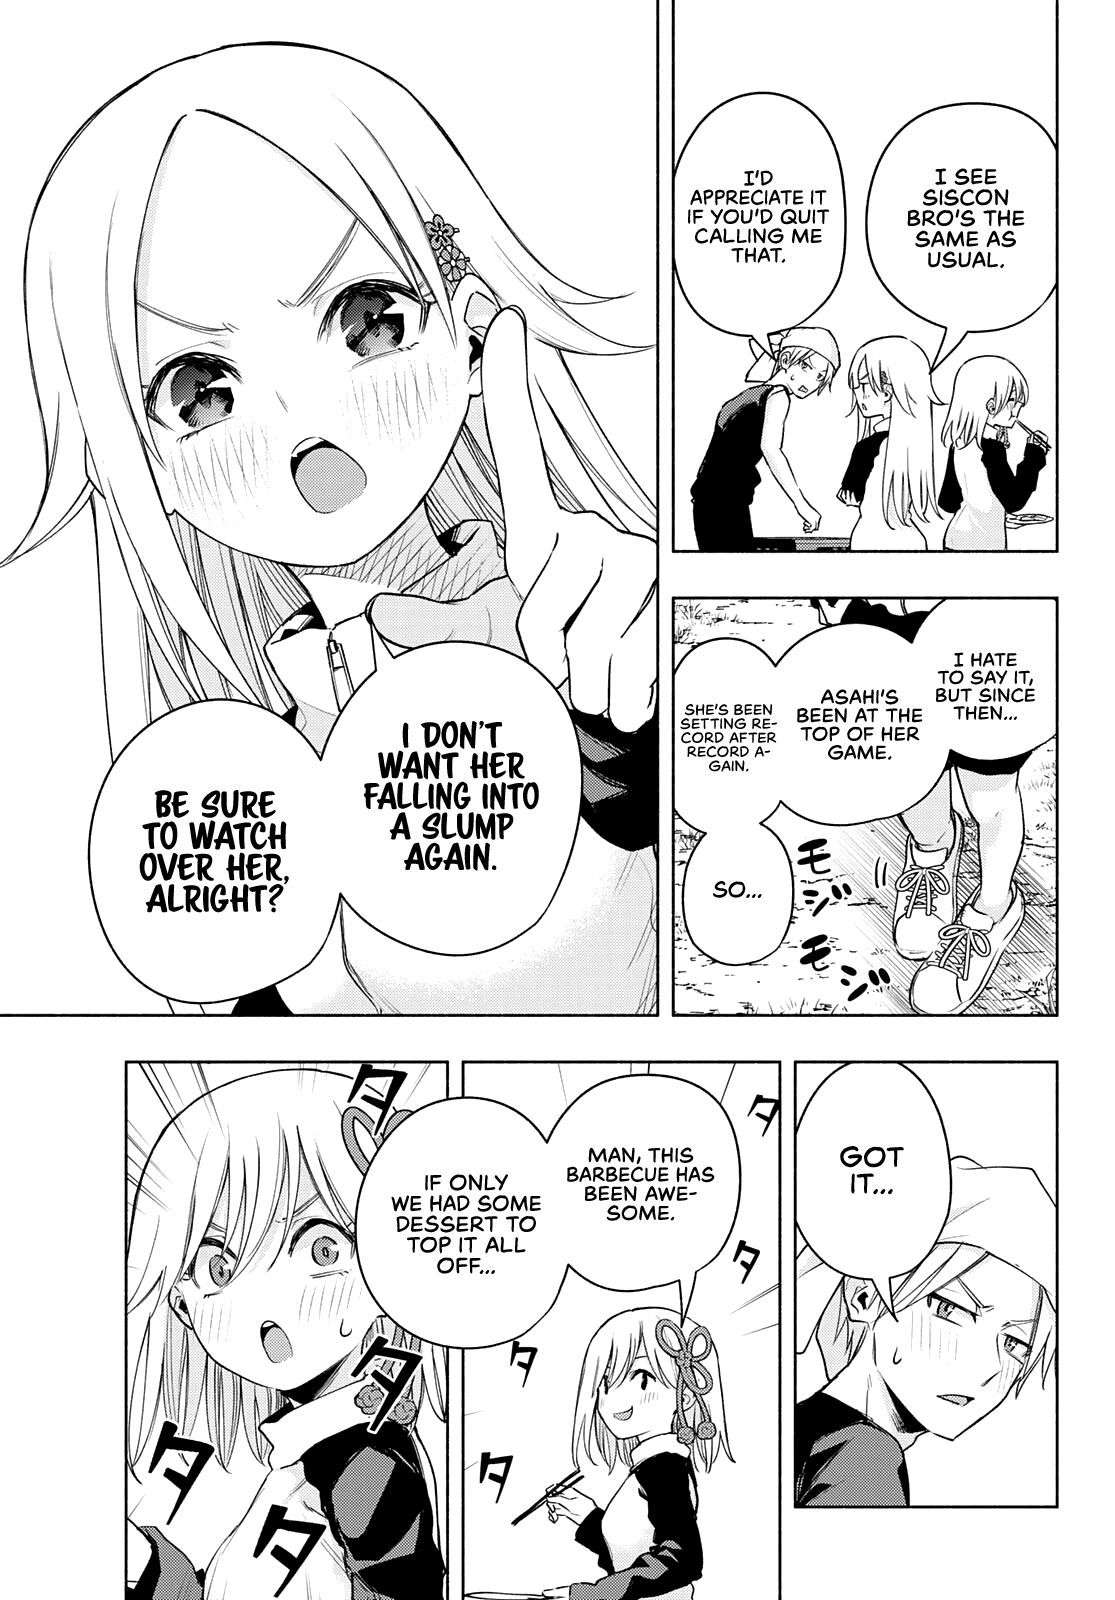 I SEE
SISCON
BRO'S THE
SAME AS
USUAL.
I'D
APPRECIATE IT
IF YOU'D QUIT
CALLING ME
THAT.
I HATE
TO SAY IT,
BUT SINCE
THEN...
ASAHI'S
BEEN AT THE
TOP OF HER
GAME.
SHE'S BEEN
SETTING RE-
CORD AFTER
RECORD A-
GAIN.
SO...
モジ
モジ
I DON'T
WANT HER
FALLING INTO
A SLUMP
AGAIN.
BE SURE
TO WATCH
OVER HER,
ALRIGHT?
GOT
IT...
MAN, THIS
BARBECUE HAS
BEEN AWE-
SOME.
IF ONLY
WE HAD SOME
DESSERT TO
TOP IT ALL
OFF...
タ
タ
タ
タ
タ
タ
タ
タ